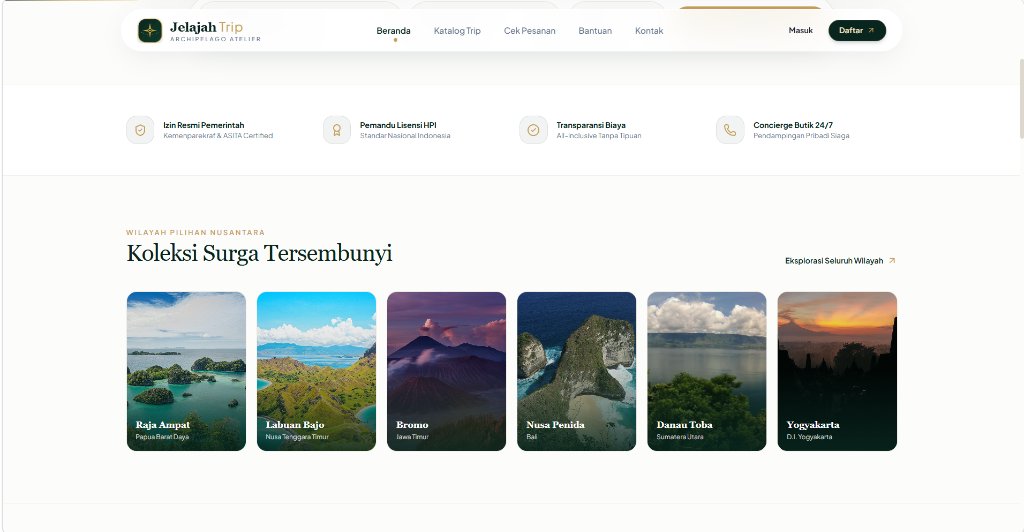 Jelajah Trip
ARCHIPELAGO ATELIER
Beranda
Katalog Trip
Cek Pesanan
Bantuan
Kontak
Masuk
Daftar
Izin Resmi Pemerintah
Kemenparekraf & ASITA Certified
Pemandu Lisensi HPI
Standar Nasional Indonesia
Transparansi Biaya
All-Inclusive Tanpa Tipuan
Concierge Butik 24/7
Pendampingan Pribadi Siaga
WILAYAH PILIHAN NUSANTARA
Koleksi Surga Tersembunyi
Eksplorasi Seluruh Wilayah
Raja Ampat
Papua Barat Daya
Labuan Bajo
Nusa Tenggara Timur
Bromo
Jawa Timur
Nusa Penida
Bali
Danau Toba
Sumatera Utara
Yogyakarta
D.I. Yogyakarta